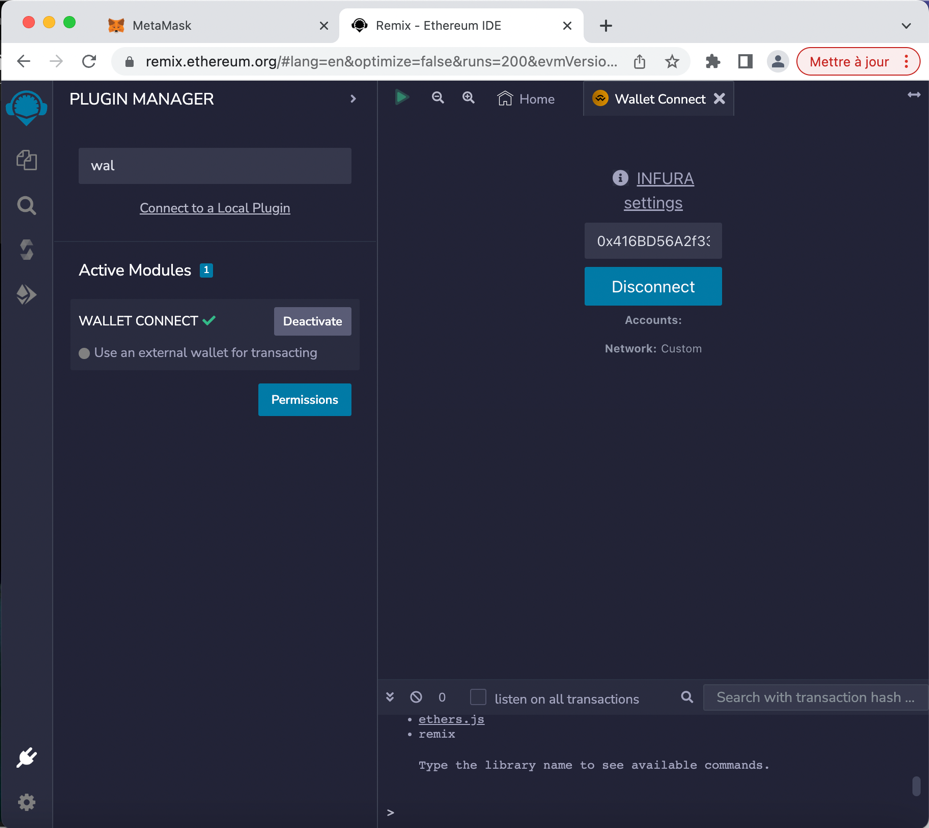 MetaMask
Remix - Ethereum IDE
remix.ethereum.org/#lang=en&optimize=false&runs=200&evmVersio...
Mettre à jour
PLUGIN MANAGER
wal
Connect to a Local Plugin
Active Modules 1
WALLET CONNECT
Deactivate
Use an external wallet for transacting
Permissions
Home
Wallet Connect
INFURA
settings
0x416BD56A2f33
Disconnect
Accounts:
Network: Custom
0
listen on all transactions
Search with transaction hash ...
• ethers.js
• remix
Type the library name to see available commands.
>